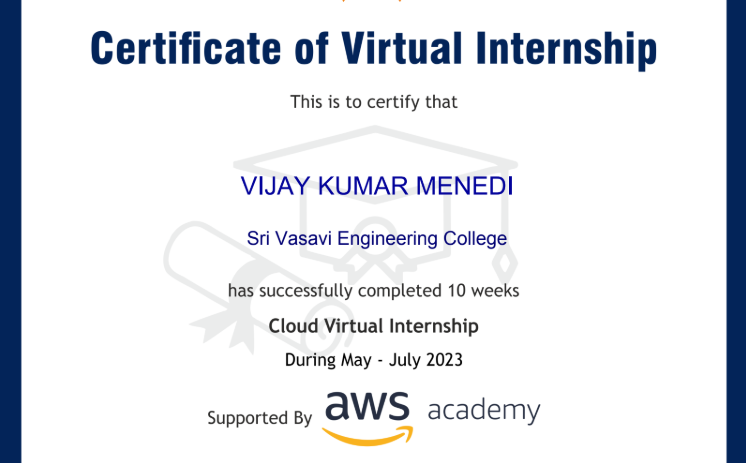 Certificate of Virtual Internship
This is to certify that
VIJAY KUMAR MENEDI
Sri Vasavi Engineering College
has successfully completed 10 weeks
Cloud Virtual Internship
During May - July 2023
Supported By aws academy